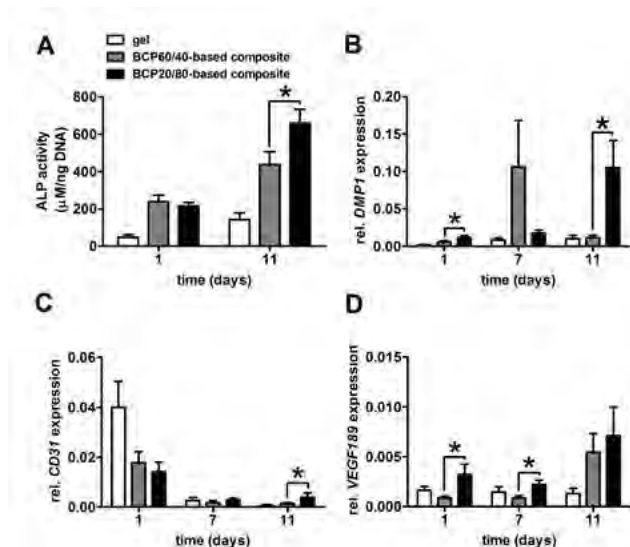 A
gel
BCP60/40-based composite
BCP20/80-based composite
ALP activity
(µM/ng DNA)
800
600
400
200
0
*
1
11
time (days)
B
rel. DMP1 expression
0.20
0.15
0.10
0.05
0.00
*
*
1
7
11
time (days)
C
rel. CD31 expression
0.06
0.04
0.02
0.00
*
1
7
11
time (days)
D
rel. VEGF189 expression
0.015
0.010
0.005
0.000
*
*
1
7
11
time (days)